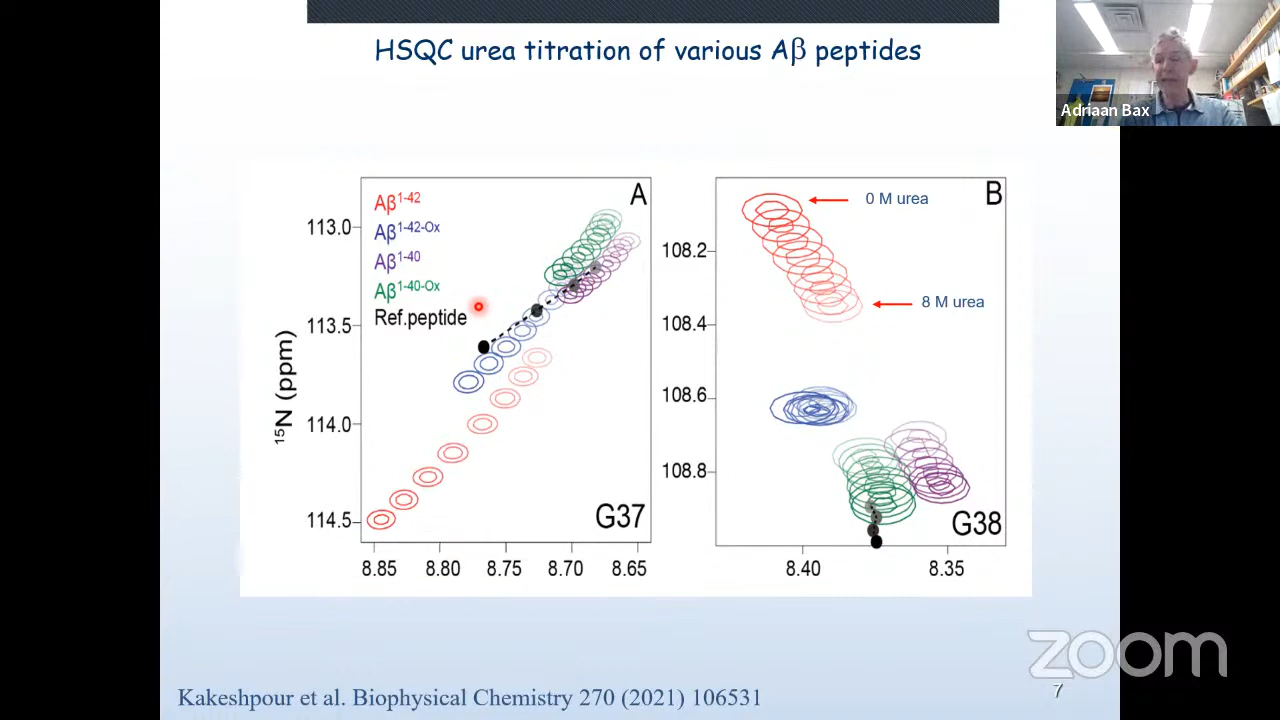 HSQC urea titration of various Aβ peptides
Adriaan Bax
A
Aβ1-42
Aβ1-42-Ox
Aβ1-40
Aβ1-40-Ox
Ref.peptide
113.0
113.5
114.0
114.5
15N (ppm)
G37
8.85 8.80 8.75 8.70 8.65
B
0 M urea
8 M urea
108.2
108.4
108.6
108.8
G38
8.40 8.35
zoom
7
Kakeshpour et al. Biophysical Chemistry 270 (2021) 106531